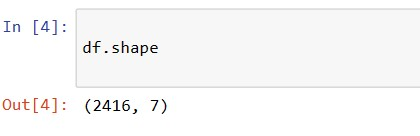 In [4]:
df.shape
Out[4]: (2416, 7)